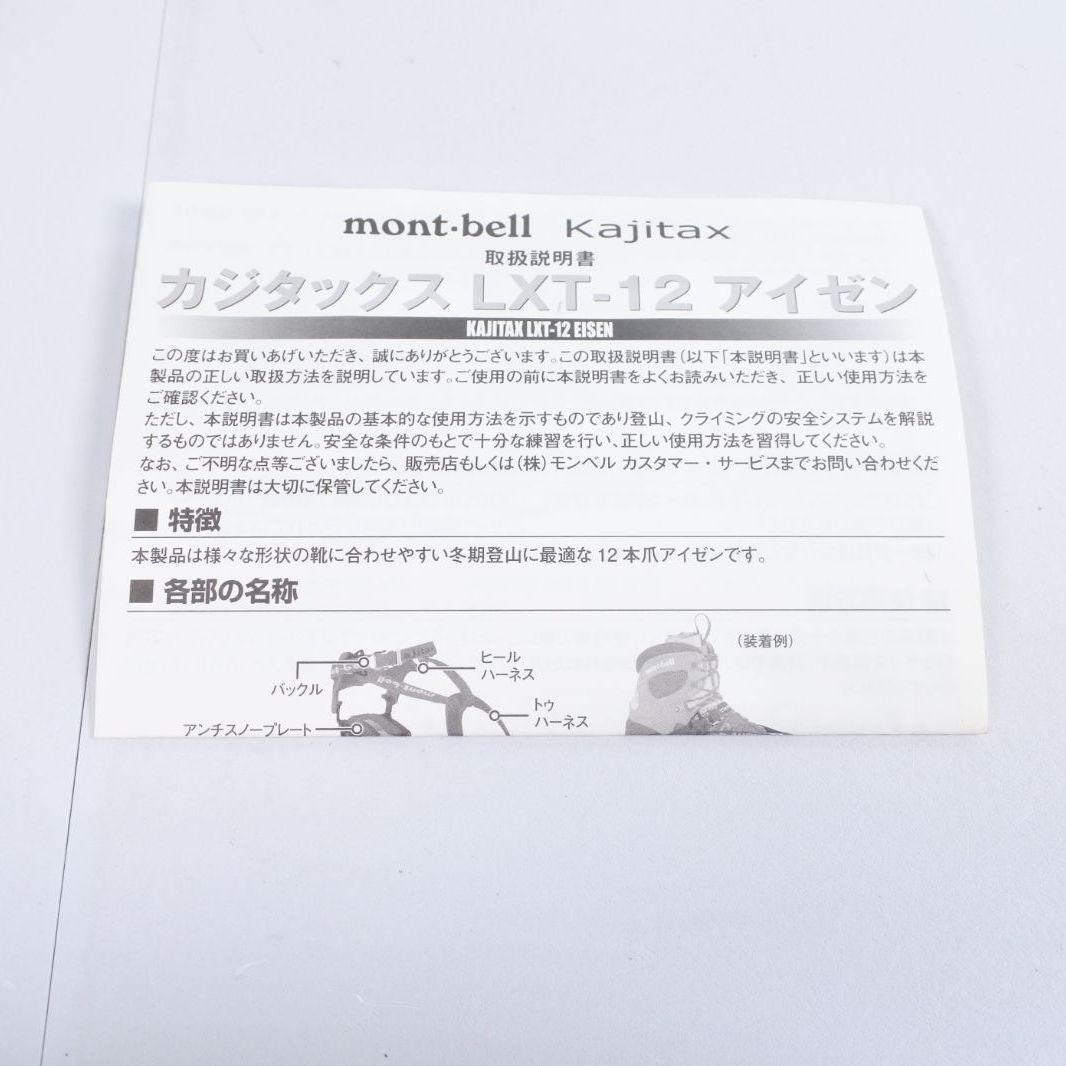 mont·bell Kajitax
取扱説明書
カジタックス LXT-12 アイゼン
KAJITAX LXT-12 EISEN
この度はお買いあげいただき、誠にありがとうございます。この取扱説明書（以下「本説明書」といいます）は本
製品の正しい取扱方法を説明しています。ご使用の前に本説明書をよくお読みいただき、正しい使用方法を
ご確認ください。
ただし、本説明書は本製品の基本的な使用方法を示すものであり登山、クライミングの安全システムを解説
するものではありません。安全な条件のもとで十分な練習を行い、正しい使用方法を習得してください。
なお、ご不明な点等ございましたら、販売店もしくは（株）モンベル カスタマー・サービスまでお問い合わせくだ
さい。本説明書は大切に保管してください。
■ 特徴
本製品は様々な形状の靴に合わせやすい冬期登山に最適な 12 本爪アイゼンです。
■ 各部の名称
（装着例）
ヒール
ハーネス
バックル
トゥ
ハーネス
アンチスノープレート
kajitax
mont-bell